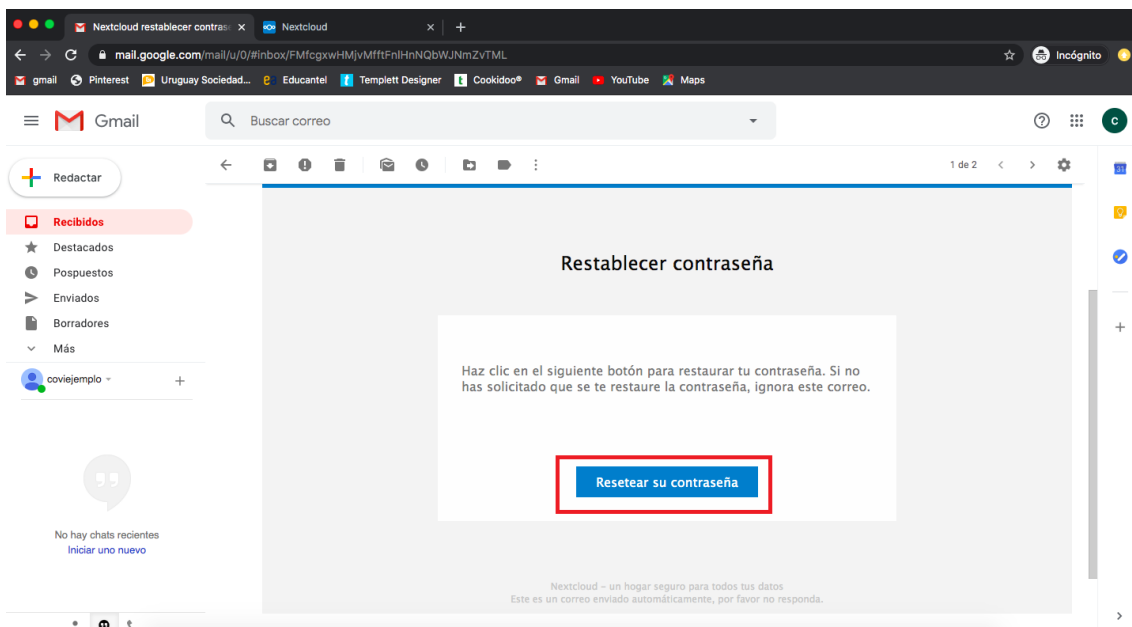 Nextcloud restablecer contras
Nextcloud
mail.google.com/mail/u/0/#inbox/FMfcgxwHMjvMfftFnIHnNQbWJNmZvTML
Incógnito
gmail
Pinterest
Uruguay Sociedad...
Educantel
Templett Designer
Cookidoo®
Gmail
YouTube
Maps
Gmail
Buscar correo
C
Redactar
1 de 2
31
Recibidos
Destacados
Pospuestos
Enviados
Borradores
Más
coviejemplo
Restablecer contraseña
Haz clic en el siguiente botón para restaurar tu contraseña. Si no
has solicitado que se te restaure la contraseña, ignora este correo.
Resetear su contraseña
No hay chats recientes
Iniciar uno nuevo
Nextcloud – un hogar seguro para todos tus datos
Este es un correo enviado automáticamente, por favor no responda.